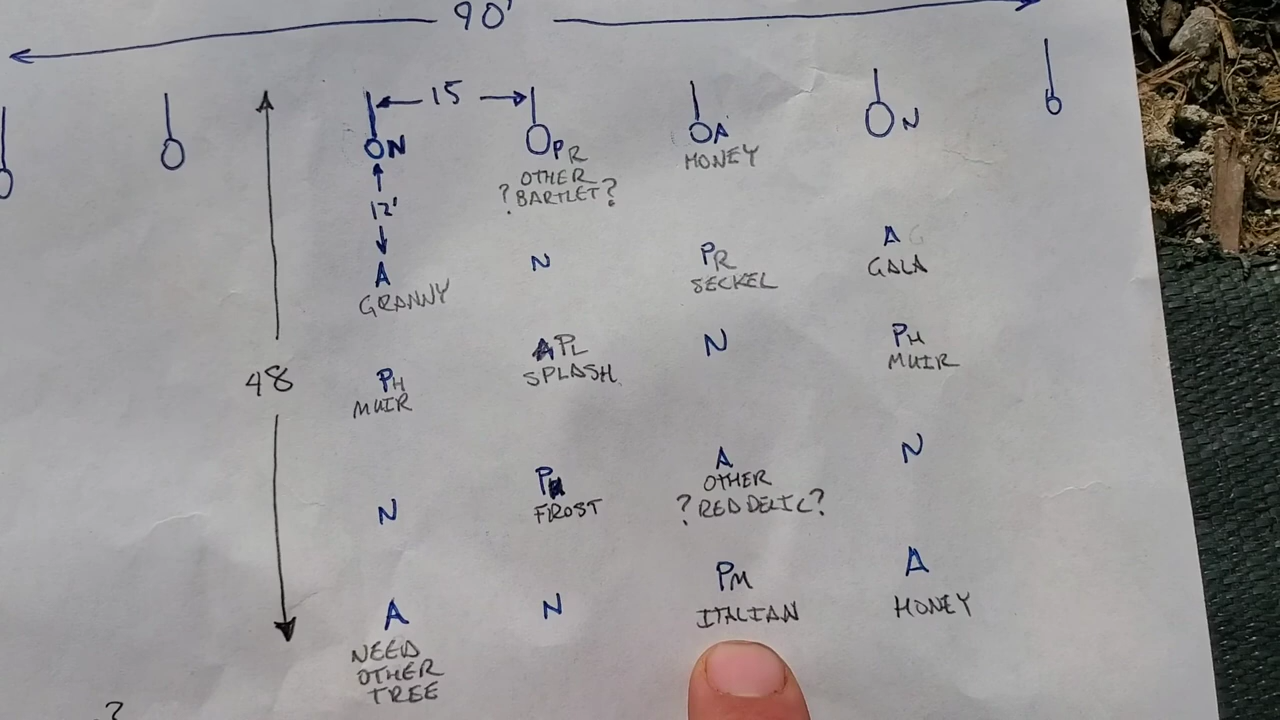 90'
15
N
PR
OTHER
?BARTLET?
A
HONEY
N
12'
A
GRANNY
N
PR
SECKEL
A G
GALA
48
PH
MUIR
A PL
SPLASH
N
PH
MUIR
N
PH
FROST
A
OTHER
?RED DELIC?
N
A
NEED
OTHER
TREE
N
PM
ITALIAN
A
HONEY
?